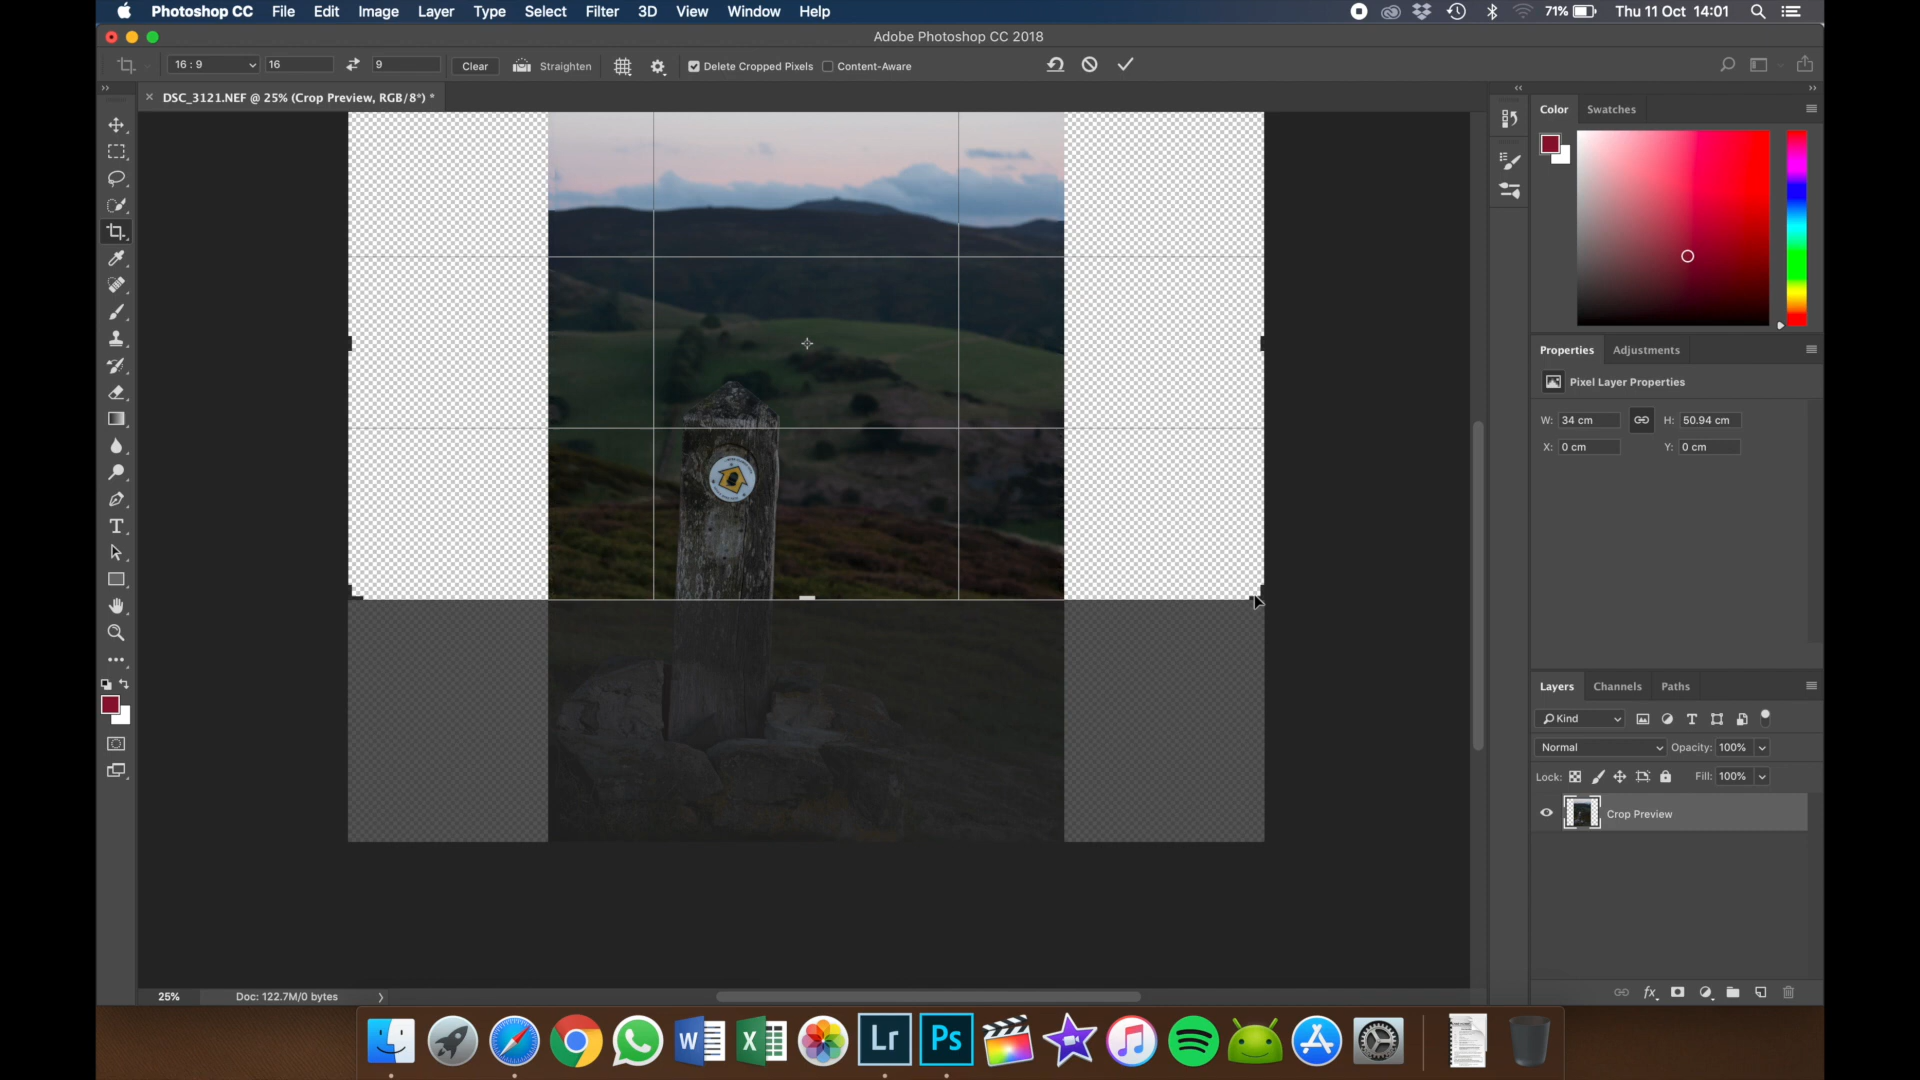 Photoshop CC File Edit Image Layer Type Select Filter 3D View Window Help 71% Thu 11 Oct 14:01
Adobe Photoshop CC 2018
16 : 9 16 9 Clear Straighten Delete Cropped Pixels Content-Aware
DSC_3121.NEF @ 25% (Crop Preview, RGB/8*) *
Color Swatches
Properties Adjustments
Pixel Layer Properties
W: 34 cm H: 50.94 cm
X: 0 cm Y: 0 cm
Layers Channels Paths
Kind
Normal Opacity: 100%
Lock: Fill: 100%
Crop Preview
25% Doc: 122.7M/0 bytes
W X Lr Ps